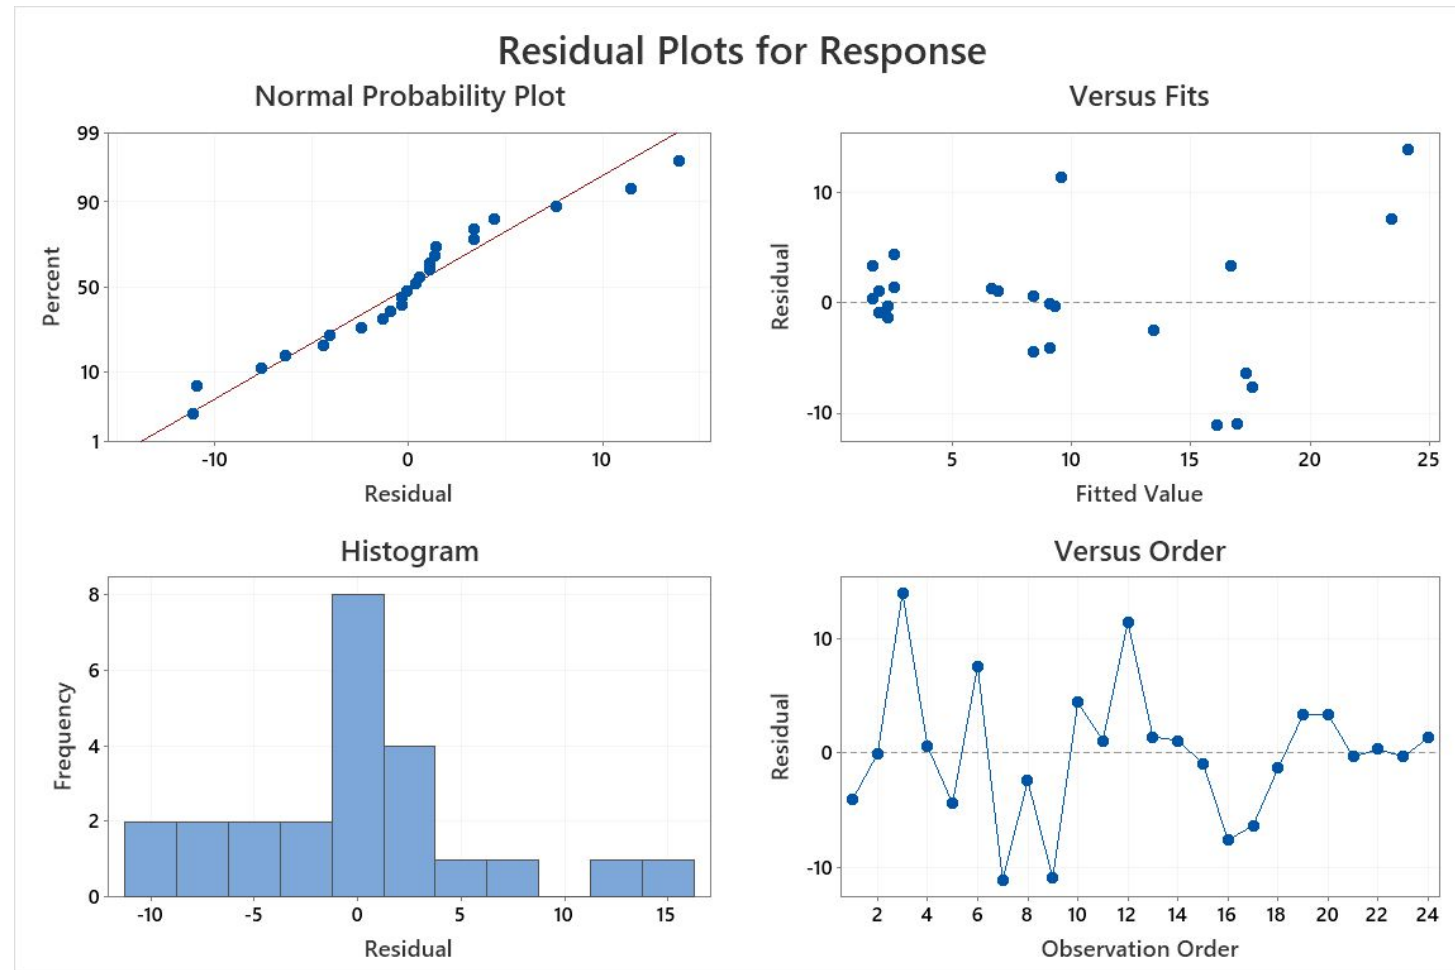 Residual Plots for Response
Normal Probability Plot
99
90
50
10
1
Percent
-10 0 10
Residual
Versus Fits
10
0
-10
Residual
5 10 15 20 25
Fitted Value
Histogram
8
6
4
2
0
Frequency
-10 -5 0 5 10 15
Residual
Versus Order
10
0
-10
Residual
2 4 6 8 10 12 14 16 18 20 22 24
Observation Order